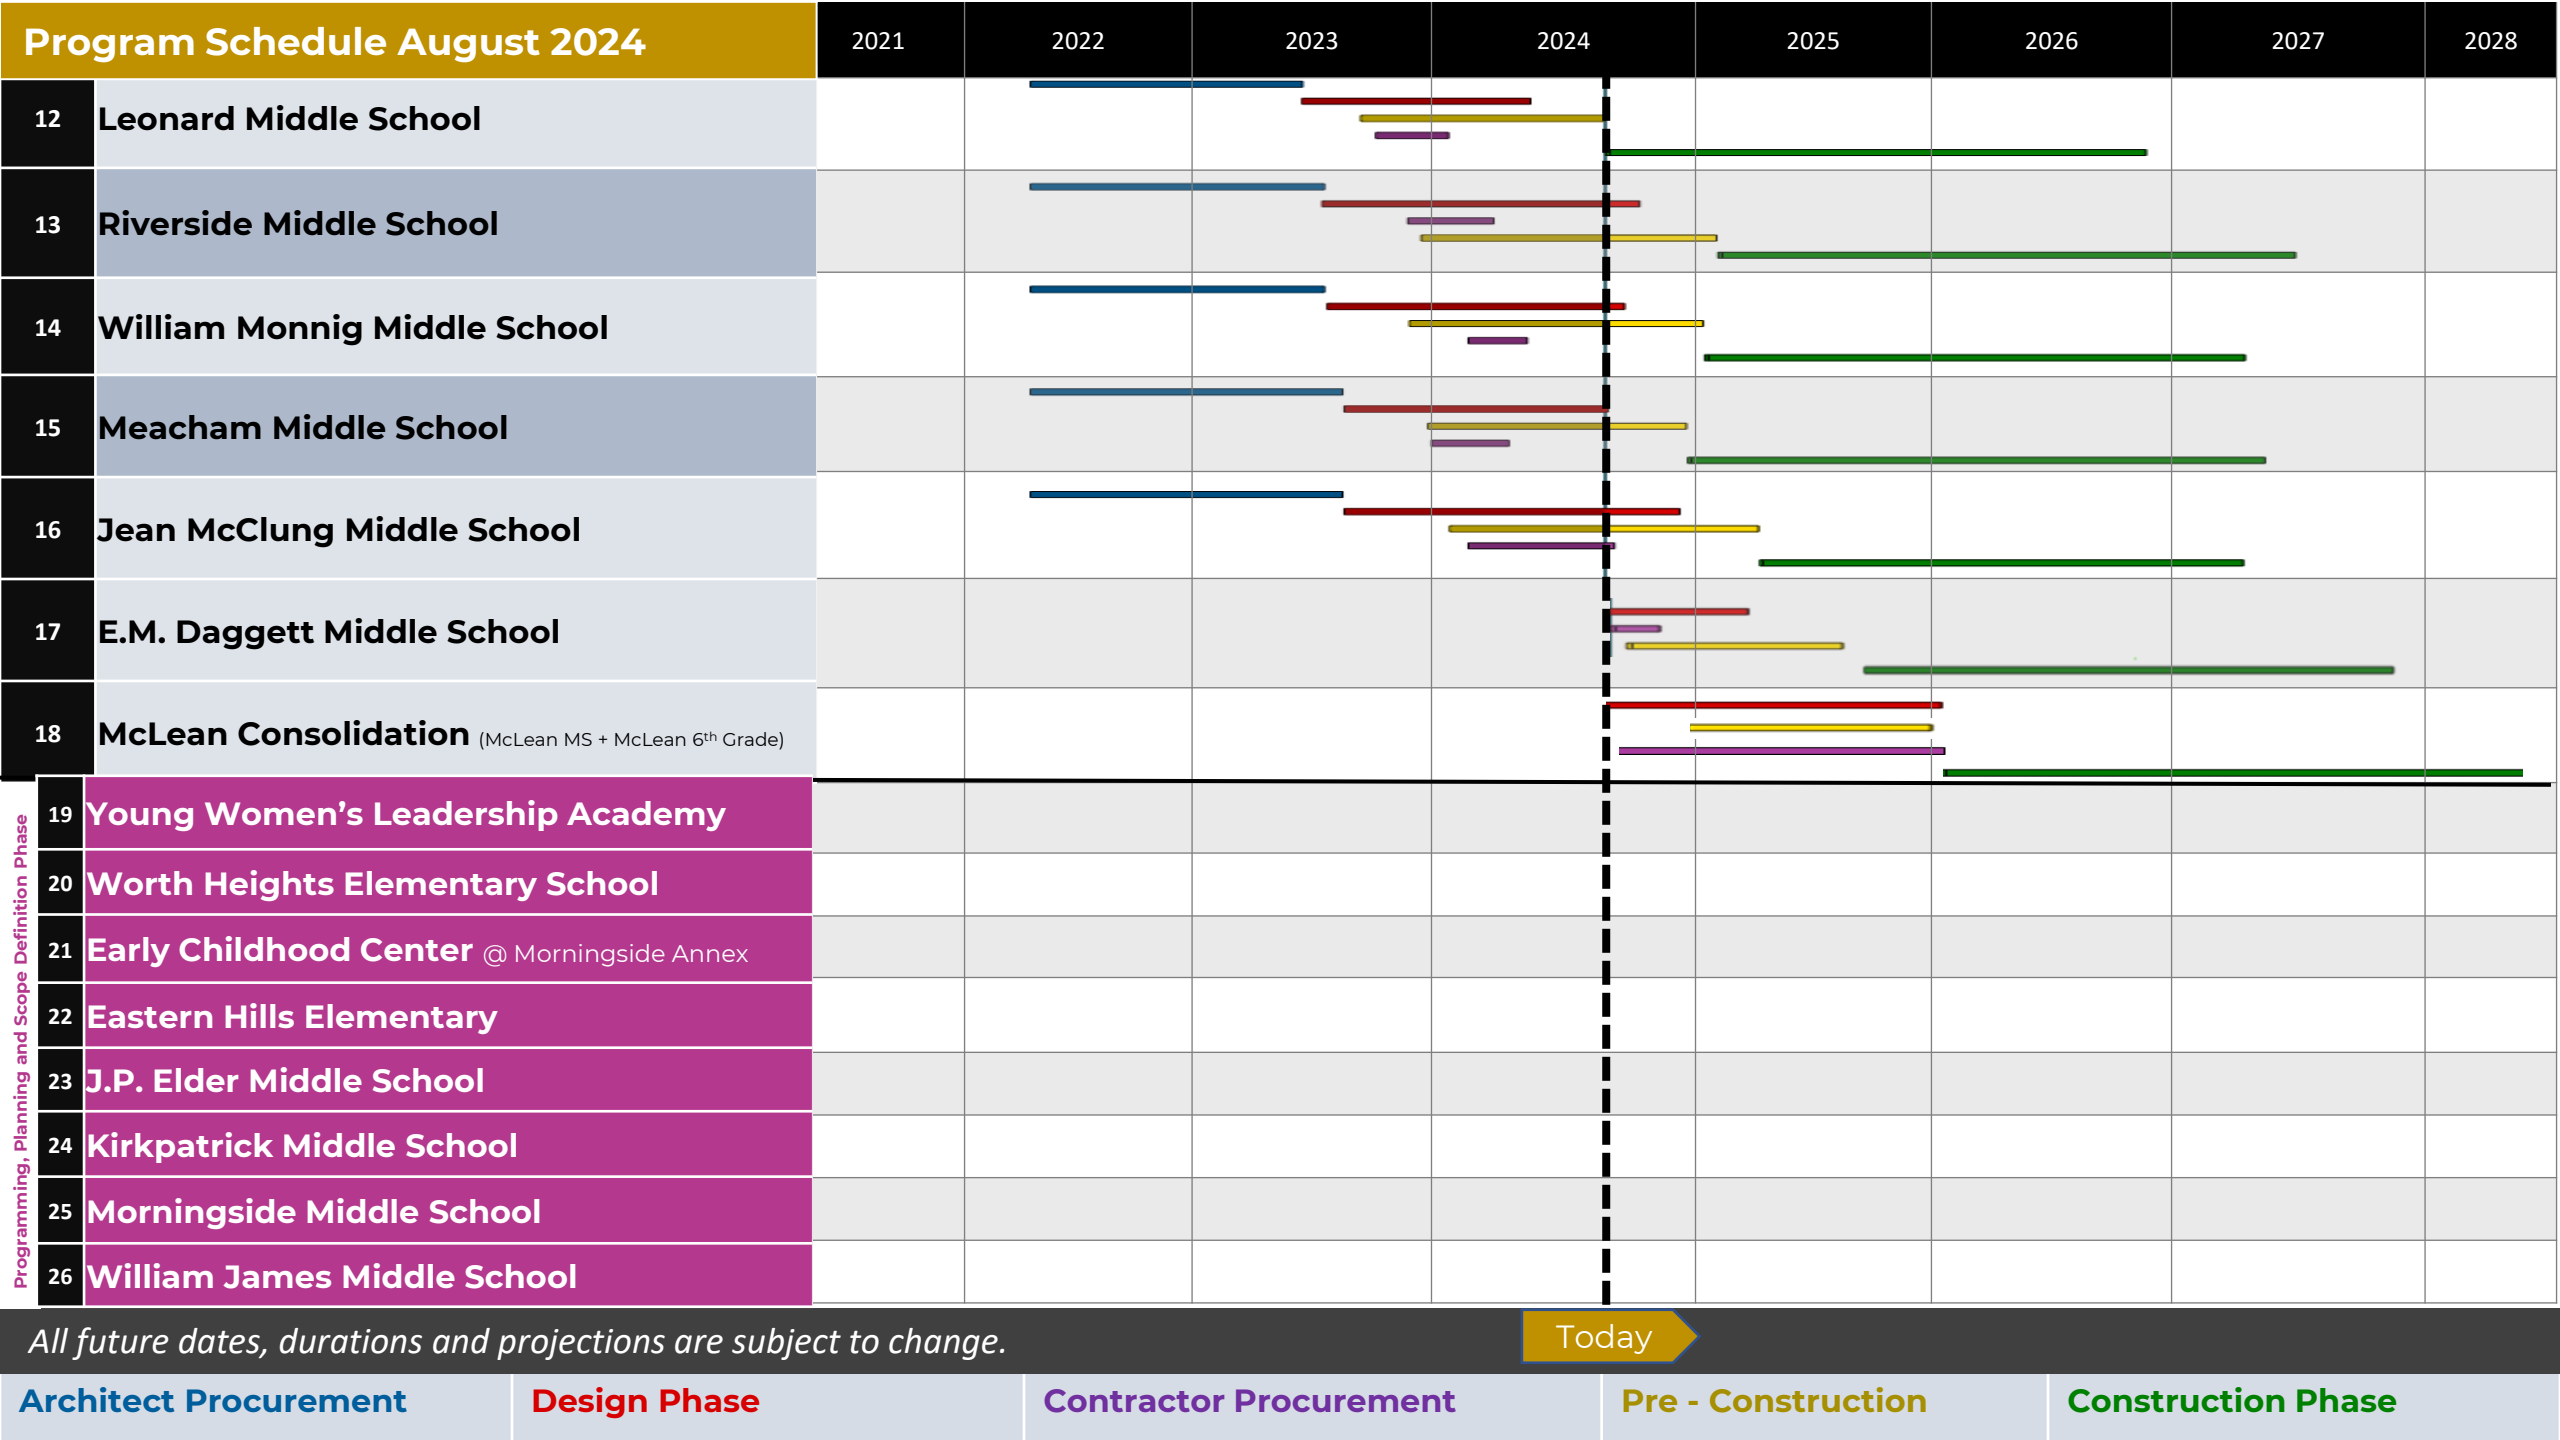 Program Schedule August 2024
2021 2022 2023 2024 2025 2026 2027 2028
12 Leonard Middle School
13 Riverside Middle School
14 William Monnig Middle School
15 Meacham Middle School
16 Jean McClung Middle School
17 E.M. Daggett Middle School
18 McLean Consolidation (McLean MS + McLean 6th Grade)
Programming, Planning and Scope Definition Phase
19 Young Women’s Leadership Academy
20 Worth Heights Elementary School
21 Early Childhood Center @ Morningside Annex
22 Eastern Hills Elementary
23 J.P. Elder Middle School
24 Kirkpatrick Middle School
25 Morningside Middle School
26 William James Middle School
All future dates, durations and projections are subject to change.
Today
Architect Procurement
Design Phase
Contractor Procurement
Pre - Construction
Construction Phase